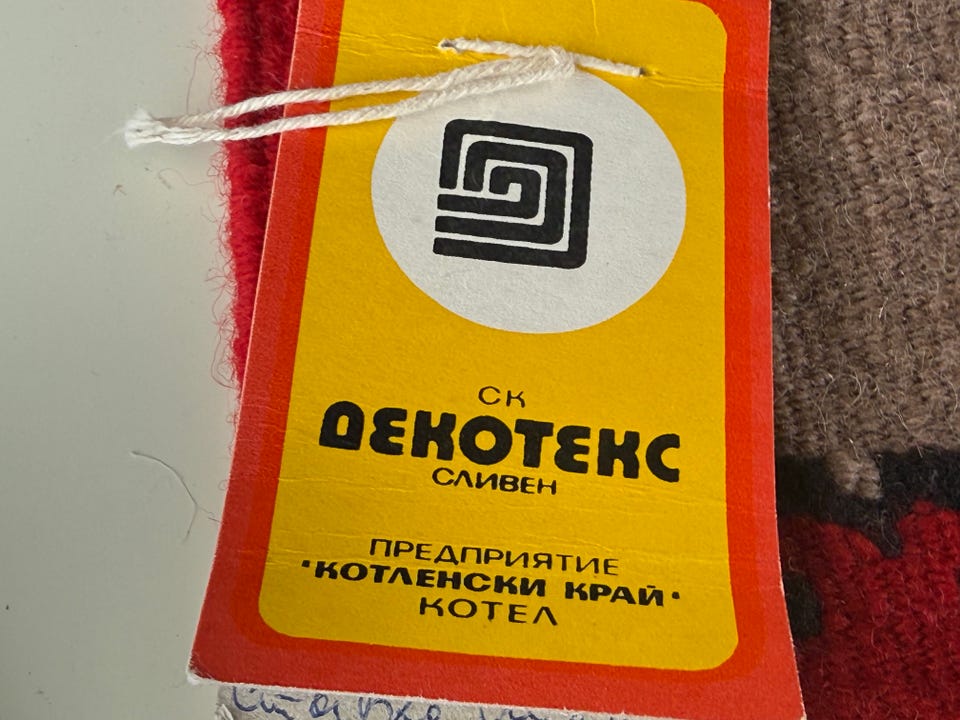 СК
ДЕКОТЕКС
СЛИВЕН
ПРЕДПРИЯТИЕ
"КОТЛЕНСКИ КРАЙ"
КОТЕЛ